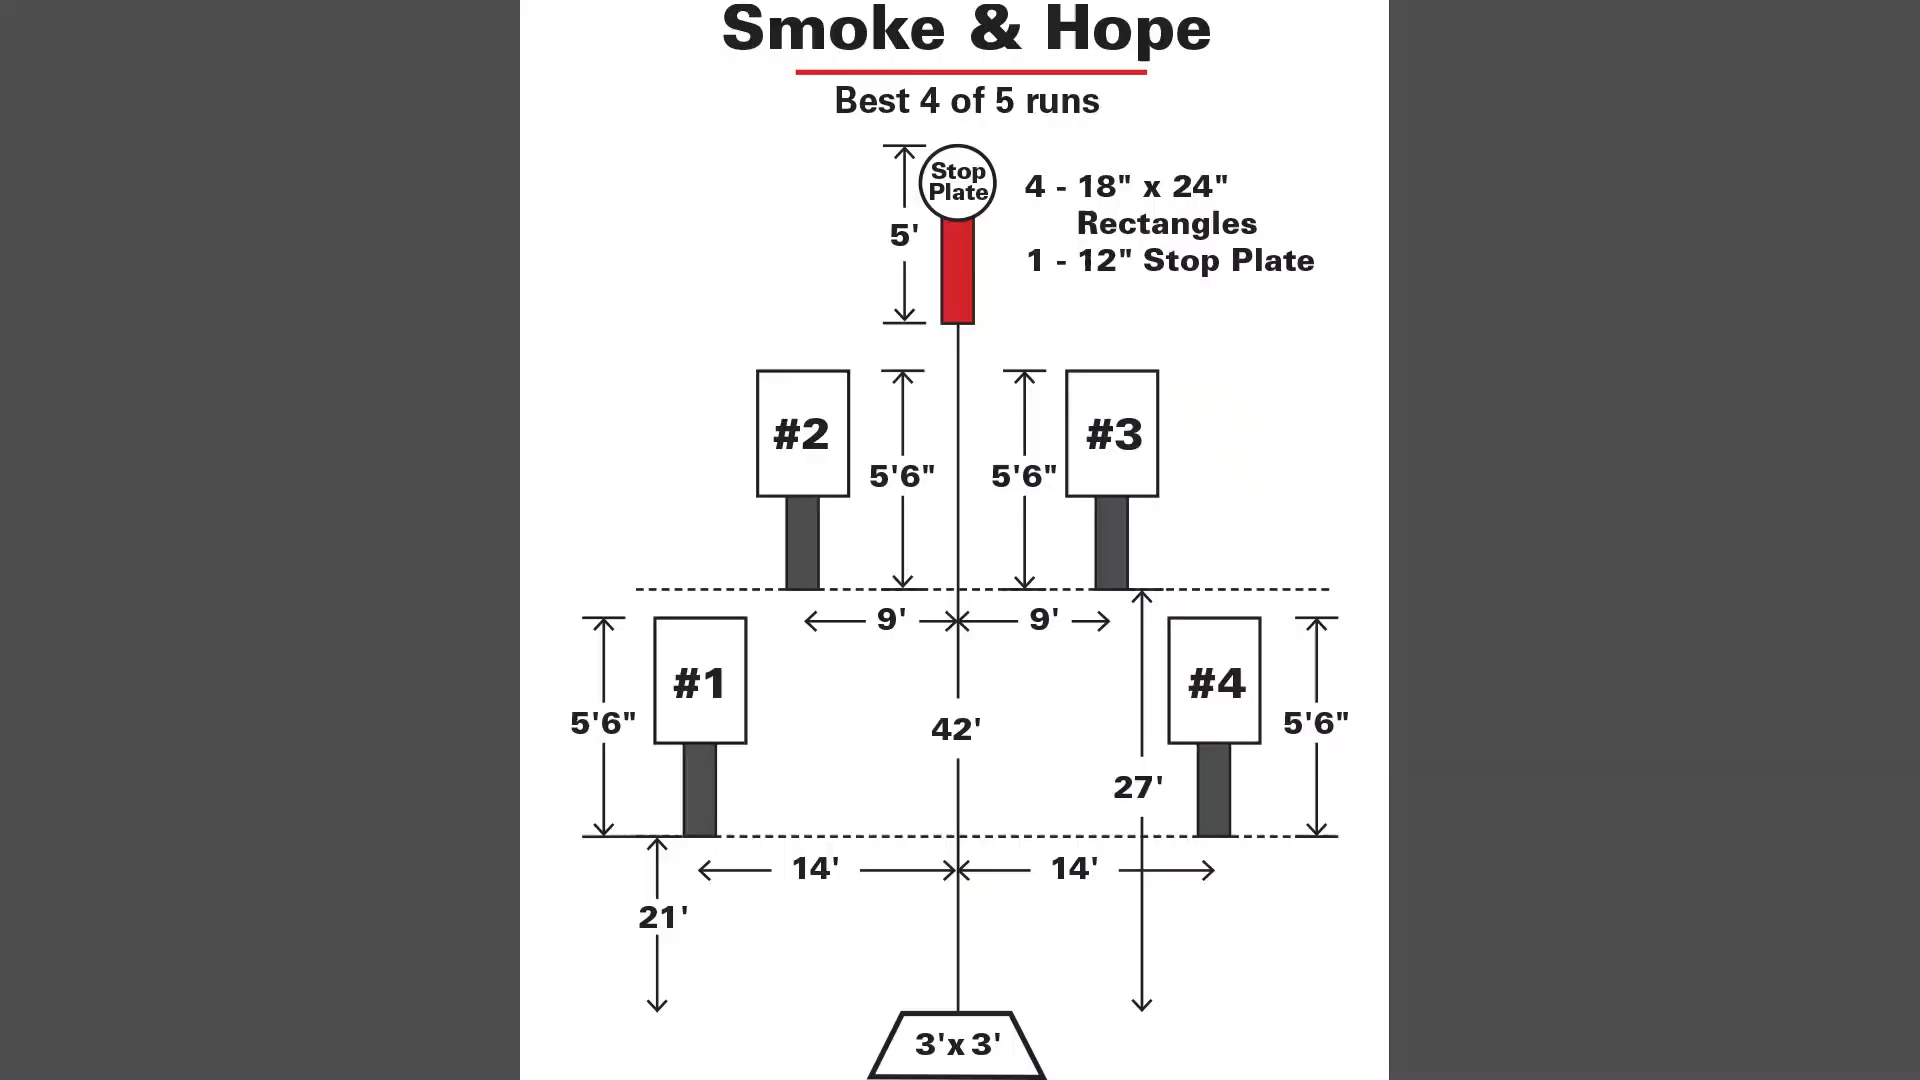 Smoke & Hope
Best 4 of 5 runs
Stop
Plate
4 - 18" x 24"
Rectangles
1 - 12" Stop Plate
5'
#2
#3
5'6"
5'6"
9'
9'
#1
#4
5'6"
5'6"
42'
27'
14'
14'
21'
3'x 3'